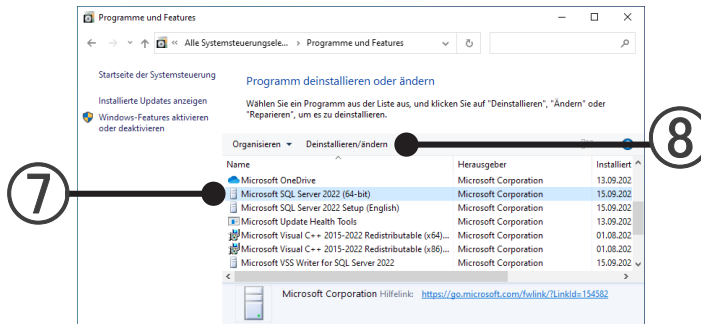 Programme und Features
« Alle Systemsteuerungsele... > Programme und Features
Startseite der Systemsteuerung
Installierte Updates anzeigen
Windows-Features aktivieren
oder deaktivieren
Programm deinstallieren oder ändern
Wählen Sie ein Programm aus der Liste aus, und klicken Sie auf "Deinstallieren", "Ändern" oder
"Reparieren", um es zu deinstallieren.
Organisieren Deinstallieren/ändern
8
Name Herausgeber Installiert
7
Microsoft OneDrive Microsoft Corporation 13.09.202
Microsoft SQL Server 2022 (64-bit) Microsoft Corporation 15.09.202
Microsoft SQL Server 2022 Setup (English) Microsoft Corporation 15.09.202
Microsoft Update Health Tools Microsoft Corporation 13.09.202
Microsoft Visual C++ 2015-2022 Redistributable (x64)... Microsoft Corporation 01.08.202
Microsoft Visual C++ 2015-2022 Redistributable (x86)... Microsoft Corporation 01.08.202
Microsoft VSS Writer for SQL Server 2022 Microsoft Corporation 15.09.202
Microsoft Corporation Hilfelink: https://go.microsoft.com/fwlink/?LinkId=154582